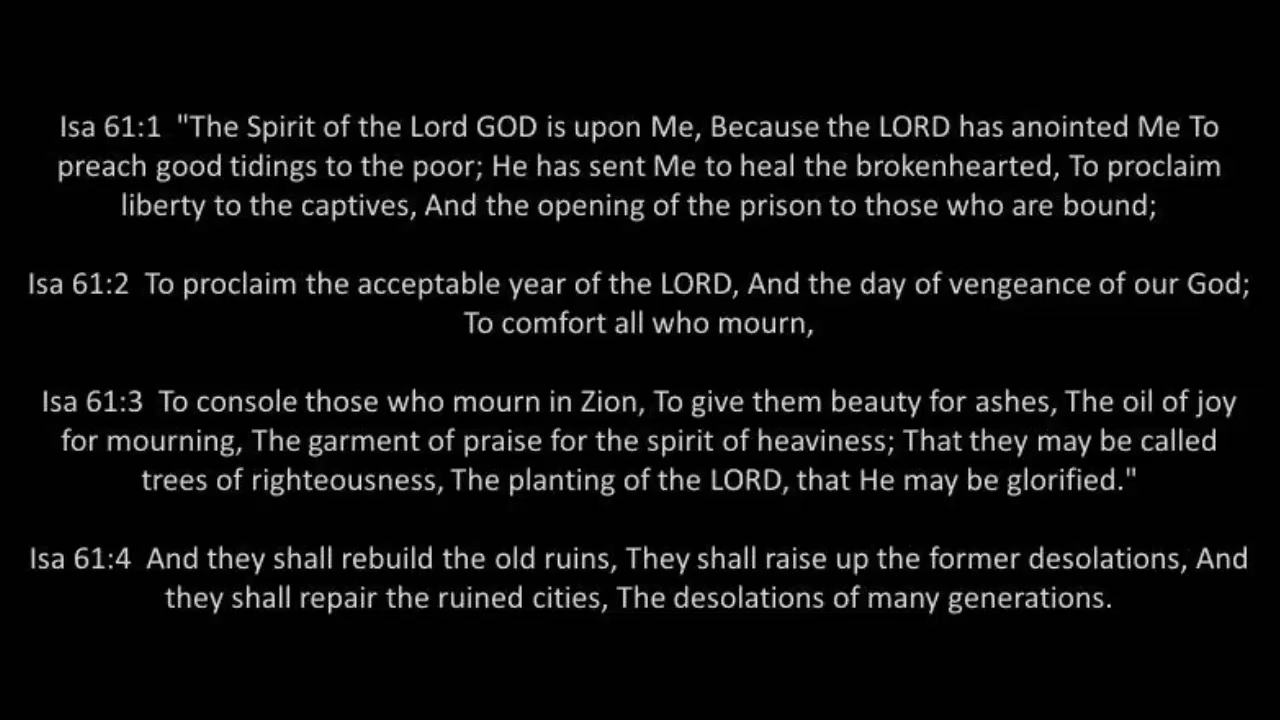 Isa 61:1  "The Spirit of the Lord GOD is upon Me, Because the LORD has anointed Me To
preach good tidings to the poor; He has sent Me to heal the brokenhearted, To proclaim
liberty to the captives, And the opening of the prison to those who are bound;
Isa 61:2  To proclaim the acceptable year of the LORD, And the day of vengeance of our God;
To comfort all who mourn,
Isa 61:3  To console those who mourn in Zion, To give them beauty for ashes, The oil of joy
for mourning, The garment of praise for the spirit of heaviness; That they may be called
trees of righteousness, The planting of the LORD, that He may be glorified."
Isa 61:4  And they shall rebuild the old ruins, They shall raise up the former desolations, And
they shall repair the ruined cities, The desolations of many generations.